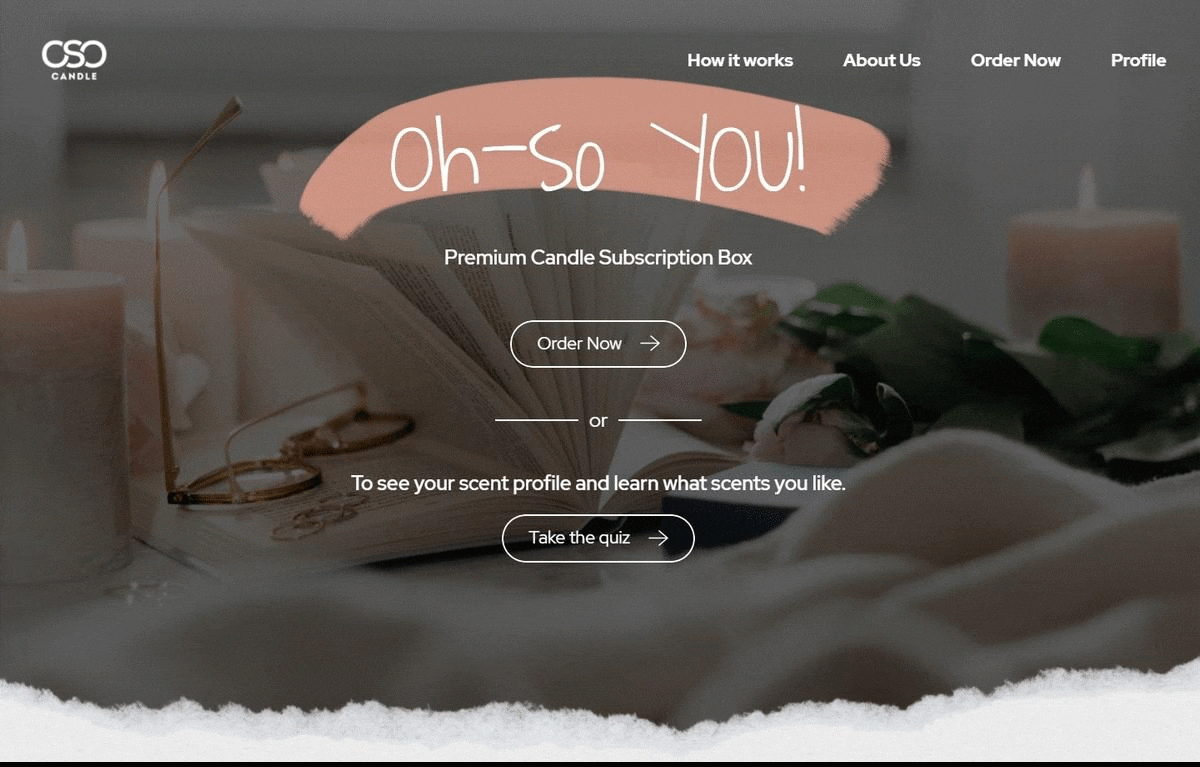 OSO
CANDLE
How it works
About Us
Order Now
Profile
Oh-so You!
Premium Candle Subscription Box
Order Now
or
To see your scent profile and learn what scents you like.
Take the quiz